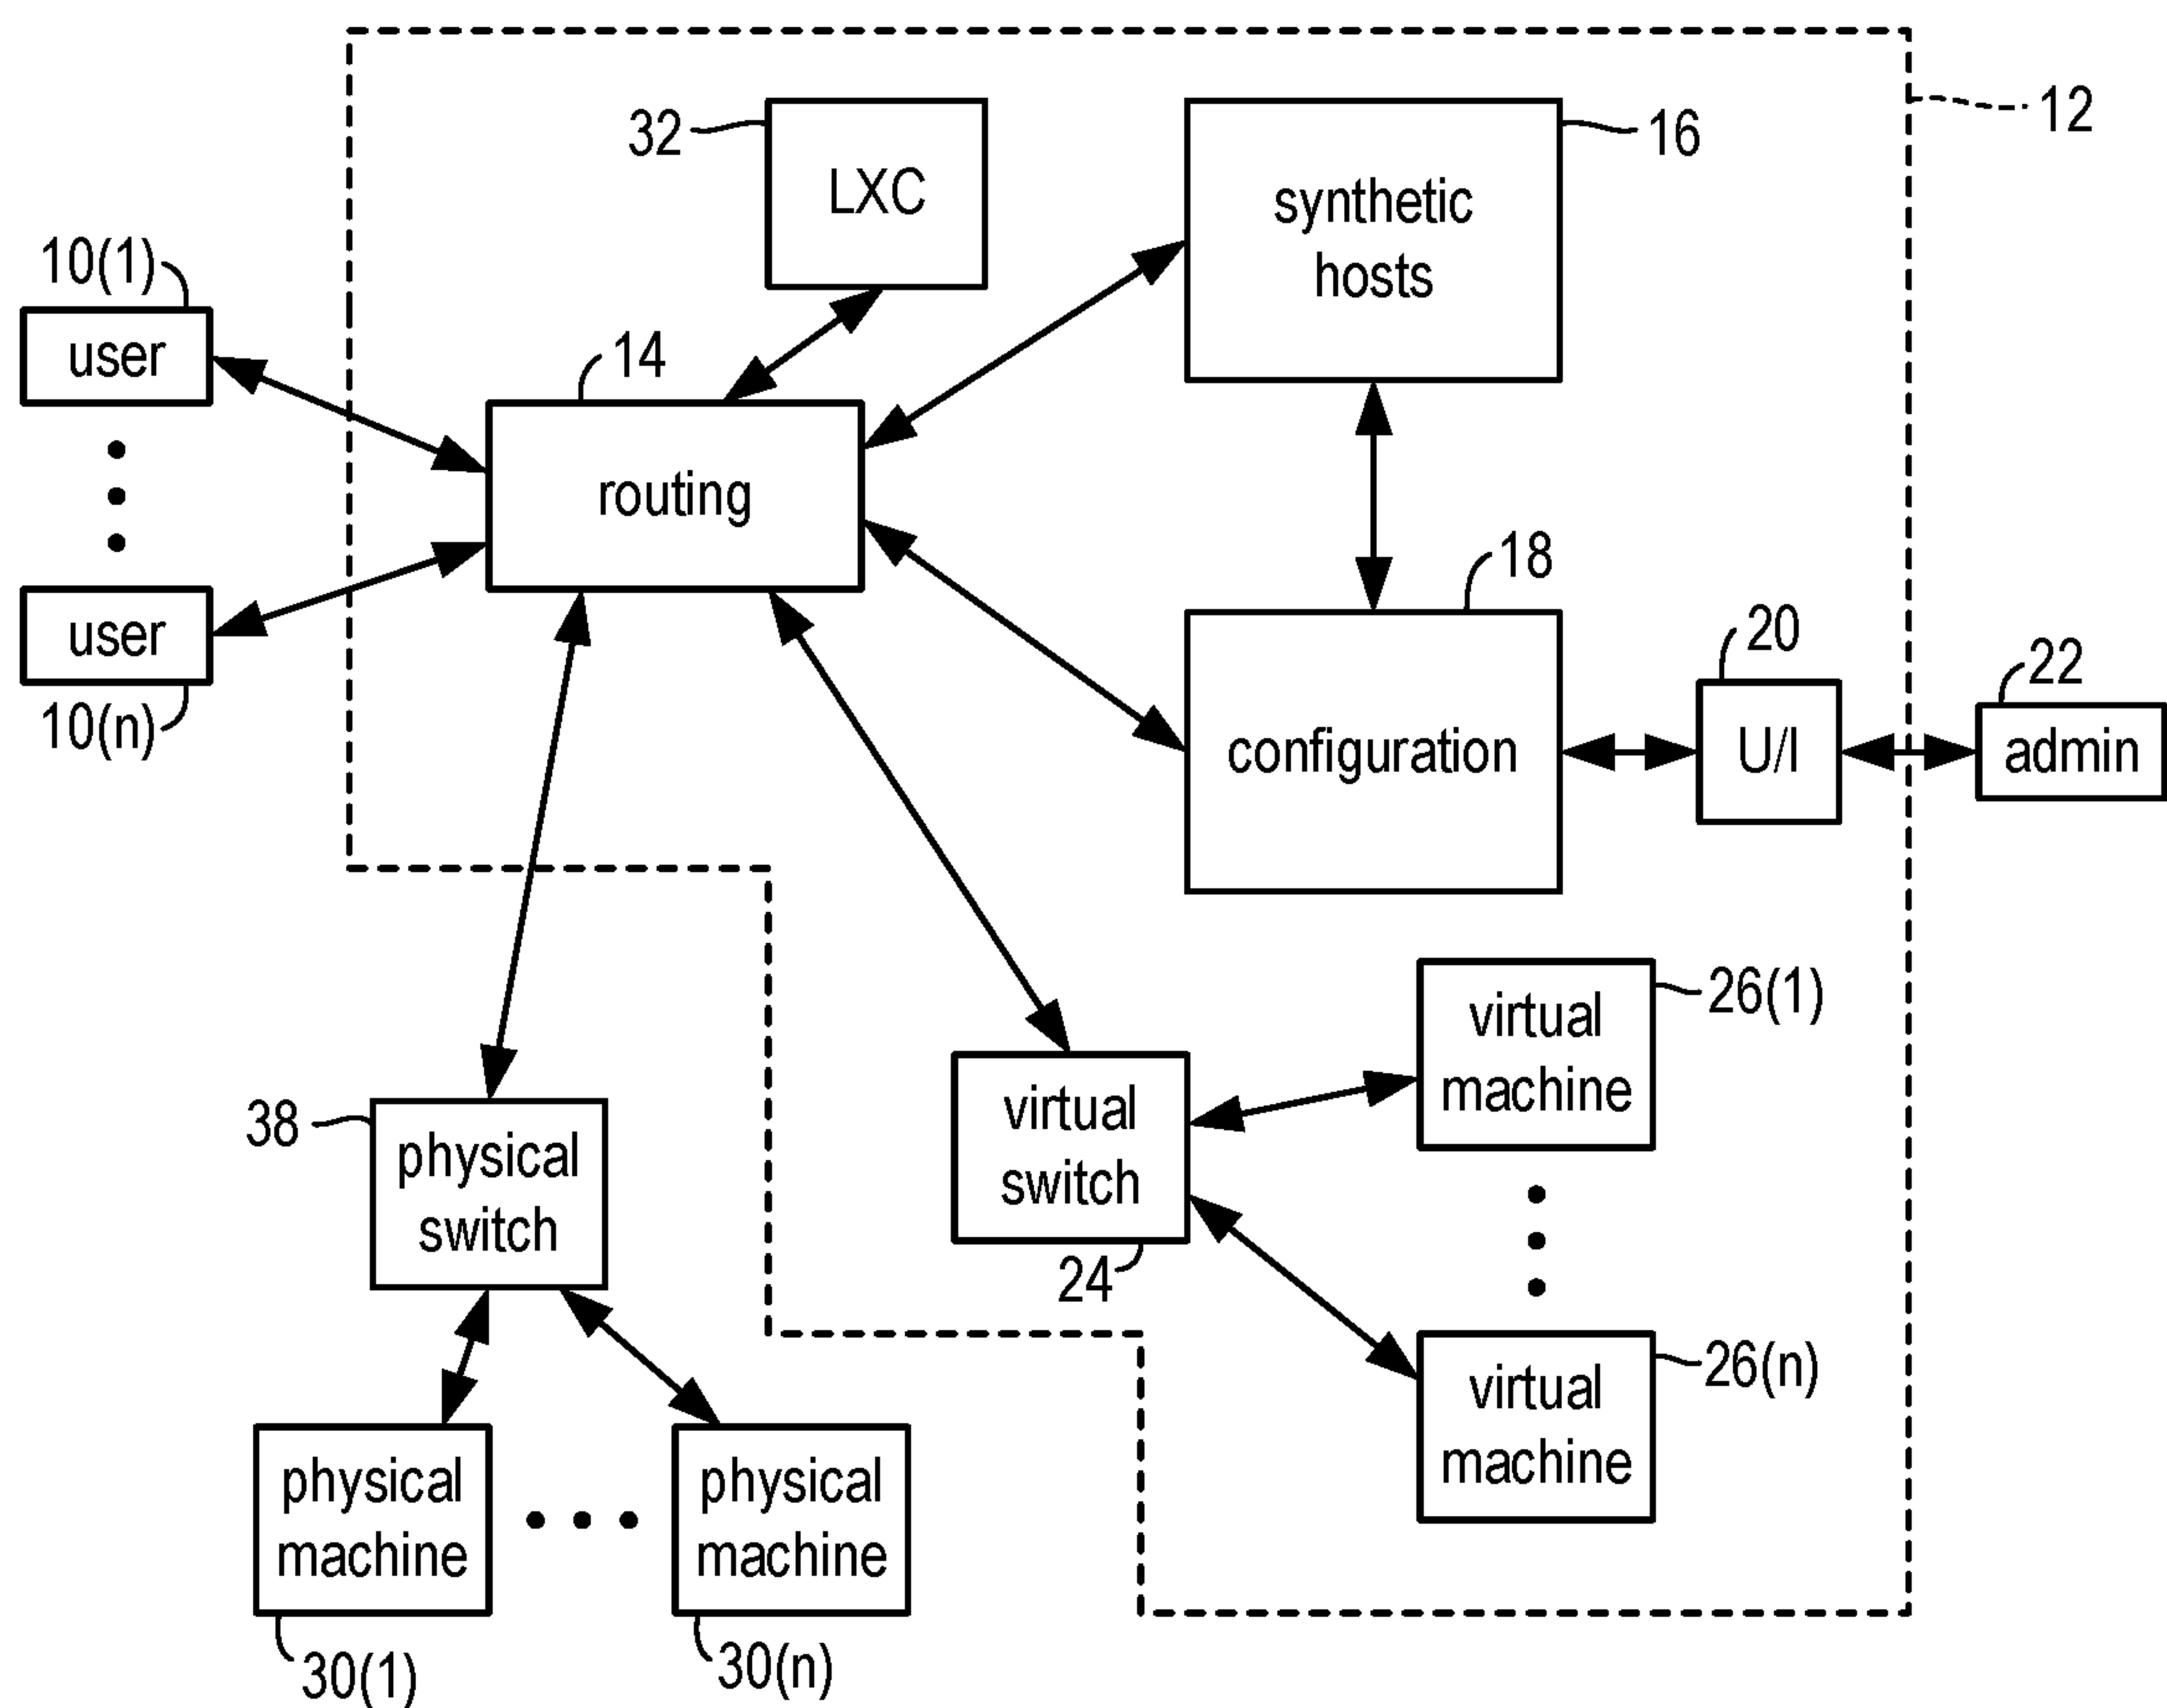 12
32
LXC
16
synthetic
hosts
10(1)
user
14
routing
user
10(n)
18
configuration
20
U/I
22
admin
26(1)
virtual
machine
38
physical
switch
virtual
switch
24
26(n)
virtual
machine
physical
machine
physical
machine
30(1)
30(n)